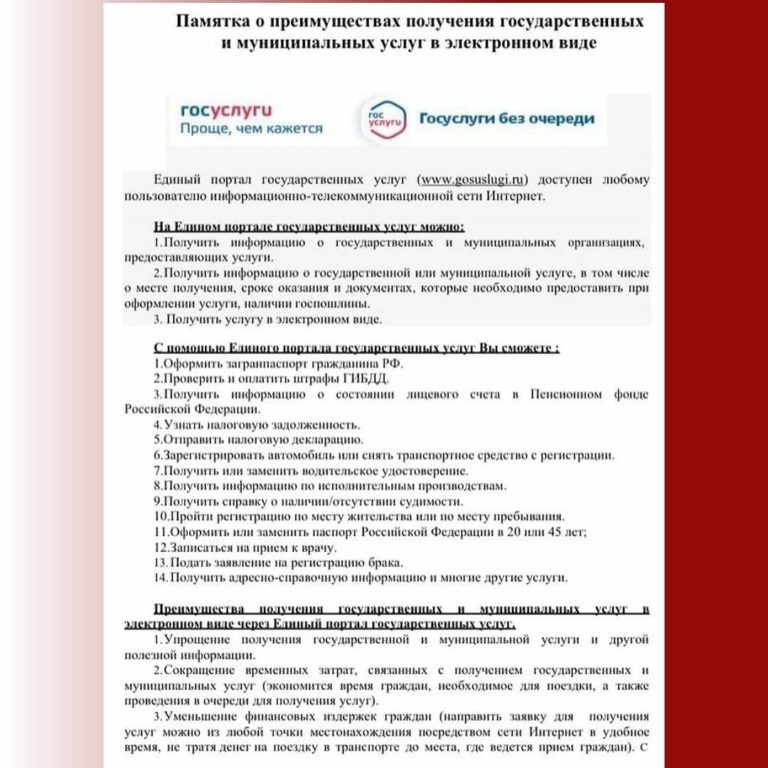 Памятка о преимуществах получения государственных
и муниципальных услуг в электронном виде
госуслуги
Проще, чем кажется
гос
услуги
Госуслуги без очереди
Единый портал государственных услуг (www.gosuslugi.ru) доступен любому
пользователю информационно-телекоммуникационной сети Интернет.
На Едином портале государственных услуг можно:
1.Получить информацию о государственных и муниципальных организациях,
предоставляющих услуги.
2.Получить информацию о государственной или муниципальной услуге, в том числе
о месте получения, сроке оказания и документах, которые необходимо предоставить при
оформлении услуги, наличии госпошлины.
3. Получить услугу в электронном виде.
С помощью Единого портала государственных услуг Вы сможете :
1.Оформить загранпаспорт гражданина РФ.
2.Проверить и оплатить штрафы ГИБДД.
3.Получить информацию о состоянии лицевого счета в Пенсионном фонде
Российской Федерации.
4.Узнать налоговую задолженность.
5.Отправить налоговую декларацию.
6.Зарегистрировать автомобиль или снять транспортное средство с регистрации.
7.Получить или заменить водительское удостоверение.
8.Получить информацию по исполнительным производствам.
9.Получить справку о наличии/отсутствии судимости.
10.Пройти регистрацию по месту жительства или по месту пребывания.
11.Оформить или заменить паспорт Российской Федерации в 20 или 45 лет;
12.Записаться на прием к врачу.
13. Подать заявление на регистрацию брака.
14. Получить адресно-справочную информацию и многие другие услуги.
Преимущества получения государственных и муниципальных услуг в
электронном виде через Единый портал государственных услуг.
1.Упрощение получения государственной и муниципальной услуги и другой
полезной информации.
2.Сокращение временных затрат, связанных с получением государственных и
муниципальных услуг (экономится время граждан, необходимое для поездки, а также
проведения в очереди для получения услуг).
3.Уменьшение финансовых издержек граждан (направить заявку для получения
услуг можно из любой точки местонахождения посредством сети Интернет в удобное
время, не тратя денег на поездку в транспорте до места, где ведется прием граждан). С